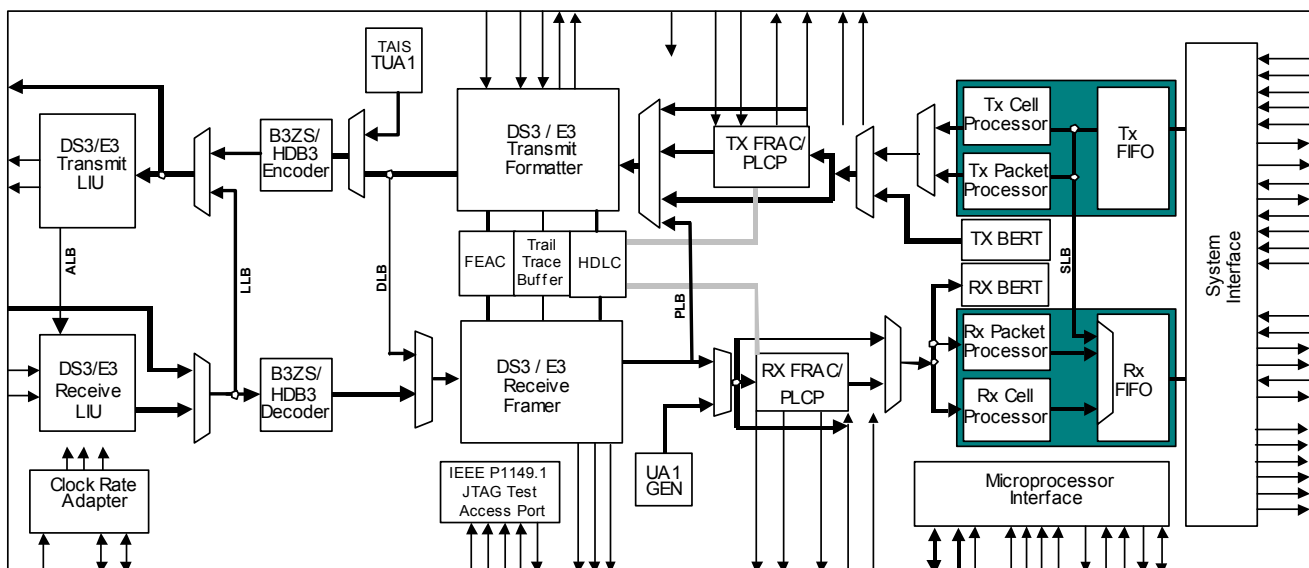 TAIS
TUA1
DS3/E3
Transmit
LIU
B3ZS/
HDB3
Encoder
DS3 / E3
Transmit
Formatter
TX FRAC/
PLCP
Tx Cell
Processor
Tx Packet
Processor
Tx
FIFO
TX BERT
RX BERT
System
Interface
ALB
LLB
DLB
FEAC
Trail
Trace
Buffer
HDLC
PLB
SLB
DS3/E3
Receive
LIU
B3ZS/
HDB3
Decoder
DS3 / E3
Receive
Framer
RX FRAC/
PLCP
UA1
GEN
Rx Packet
Processor
Rx Cell
Processor
Rx
FIFO
Clock Rate
Adapter
IEEE P1149.1
JTAG Test
Access Port
Microprocessor
Interface